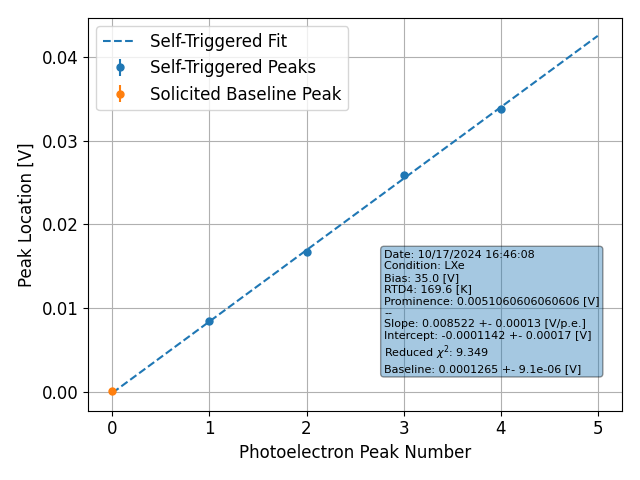 Self-Triggered Fit
Self-Triggered Peaks
Solicited Baseline Peak
0.04
0.03
0.02
0.01
0.00
Peak Location [V]
Date: 10/17/2024 16:46:08
Condition: LXe
Bias: 35.0 [V]
RTD4: 169.6 [K]
Prominence: 0.0051060606060606 [V]
--
Slope: 0.008522 +- 0.00013 [V/p.e.]
Intercept: -0.0001142 +- 0.00017 [V]
Reduced χ²: 9.349
Baseline: 0.0001265 +- 9.1e-06 [V]
0 1 2 3 4 5
Photoelectron Peak Number